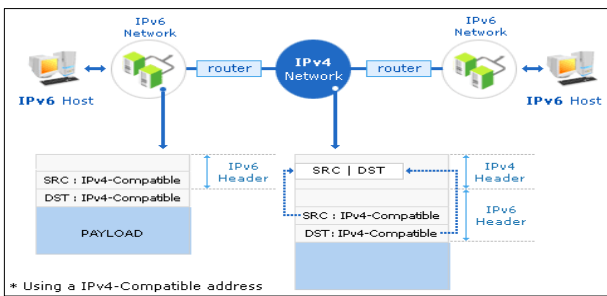 IPv6
Network
IPv6
Network
IPv4
Network
router
router
IPv6 Host
IPv6 Host
SRC : IPv4-Compatible
DST : IPv4-Compatible
PAYLOAD
IPv6
Header
SRC | DST
SRC : IPv4-Compatible
DST: IPv4-Compatible
IPv4
Header
IPv6
Header
* Using a IPv4-Compatible address